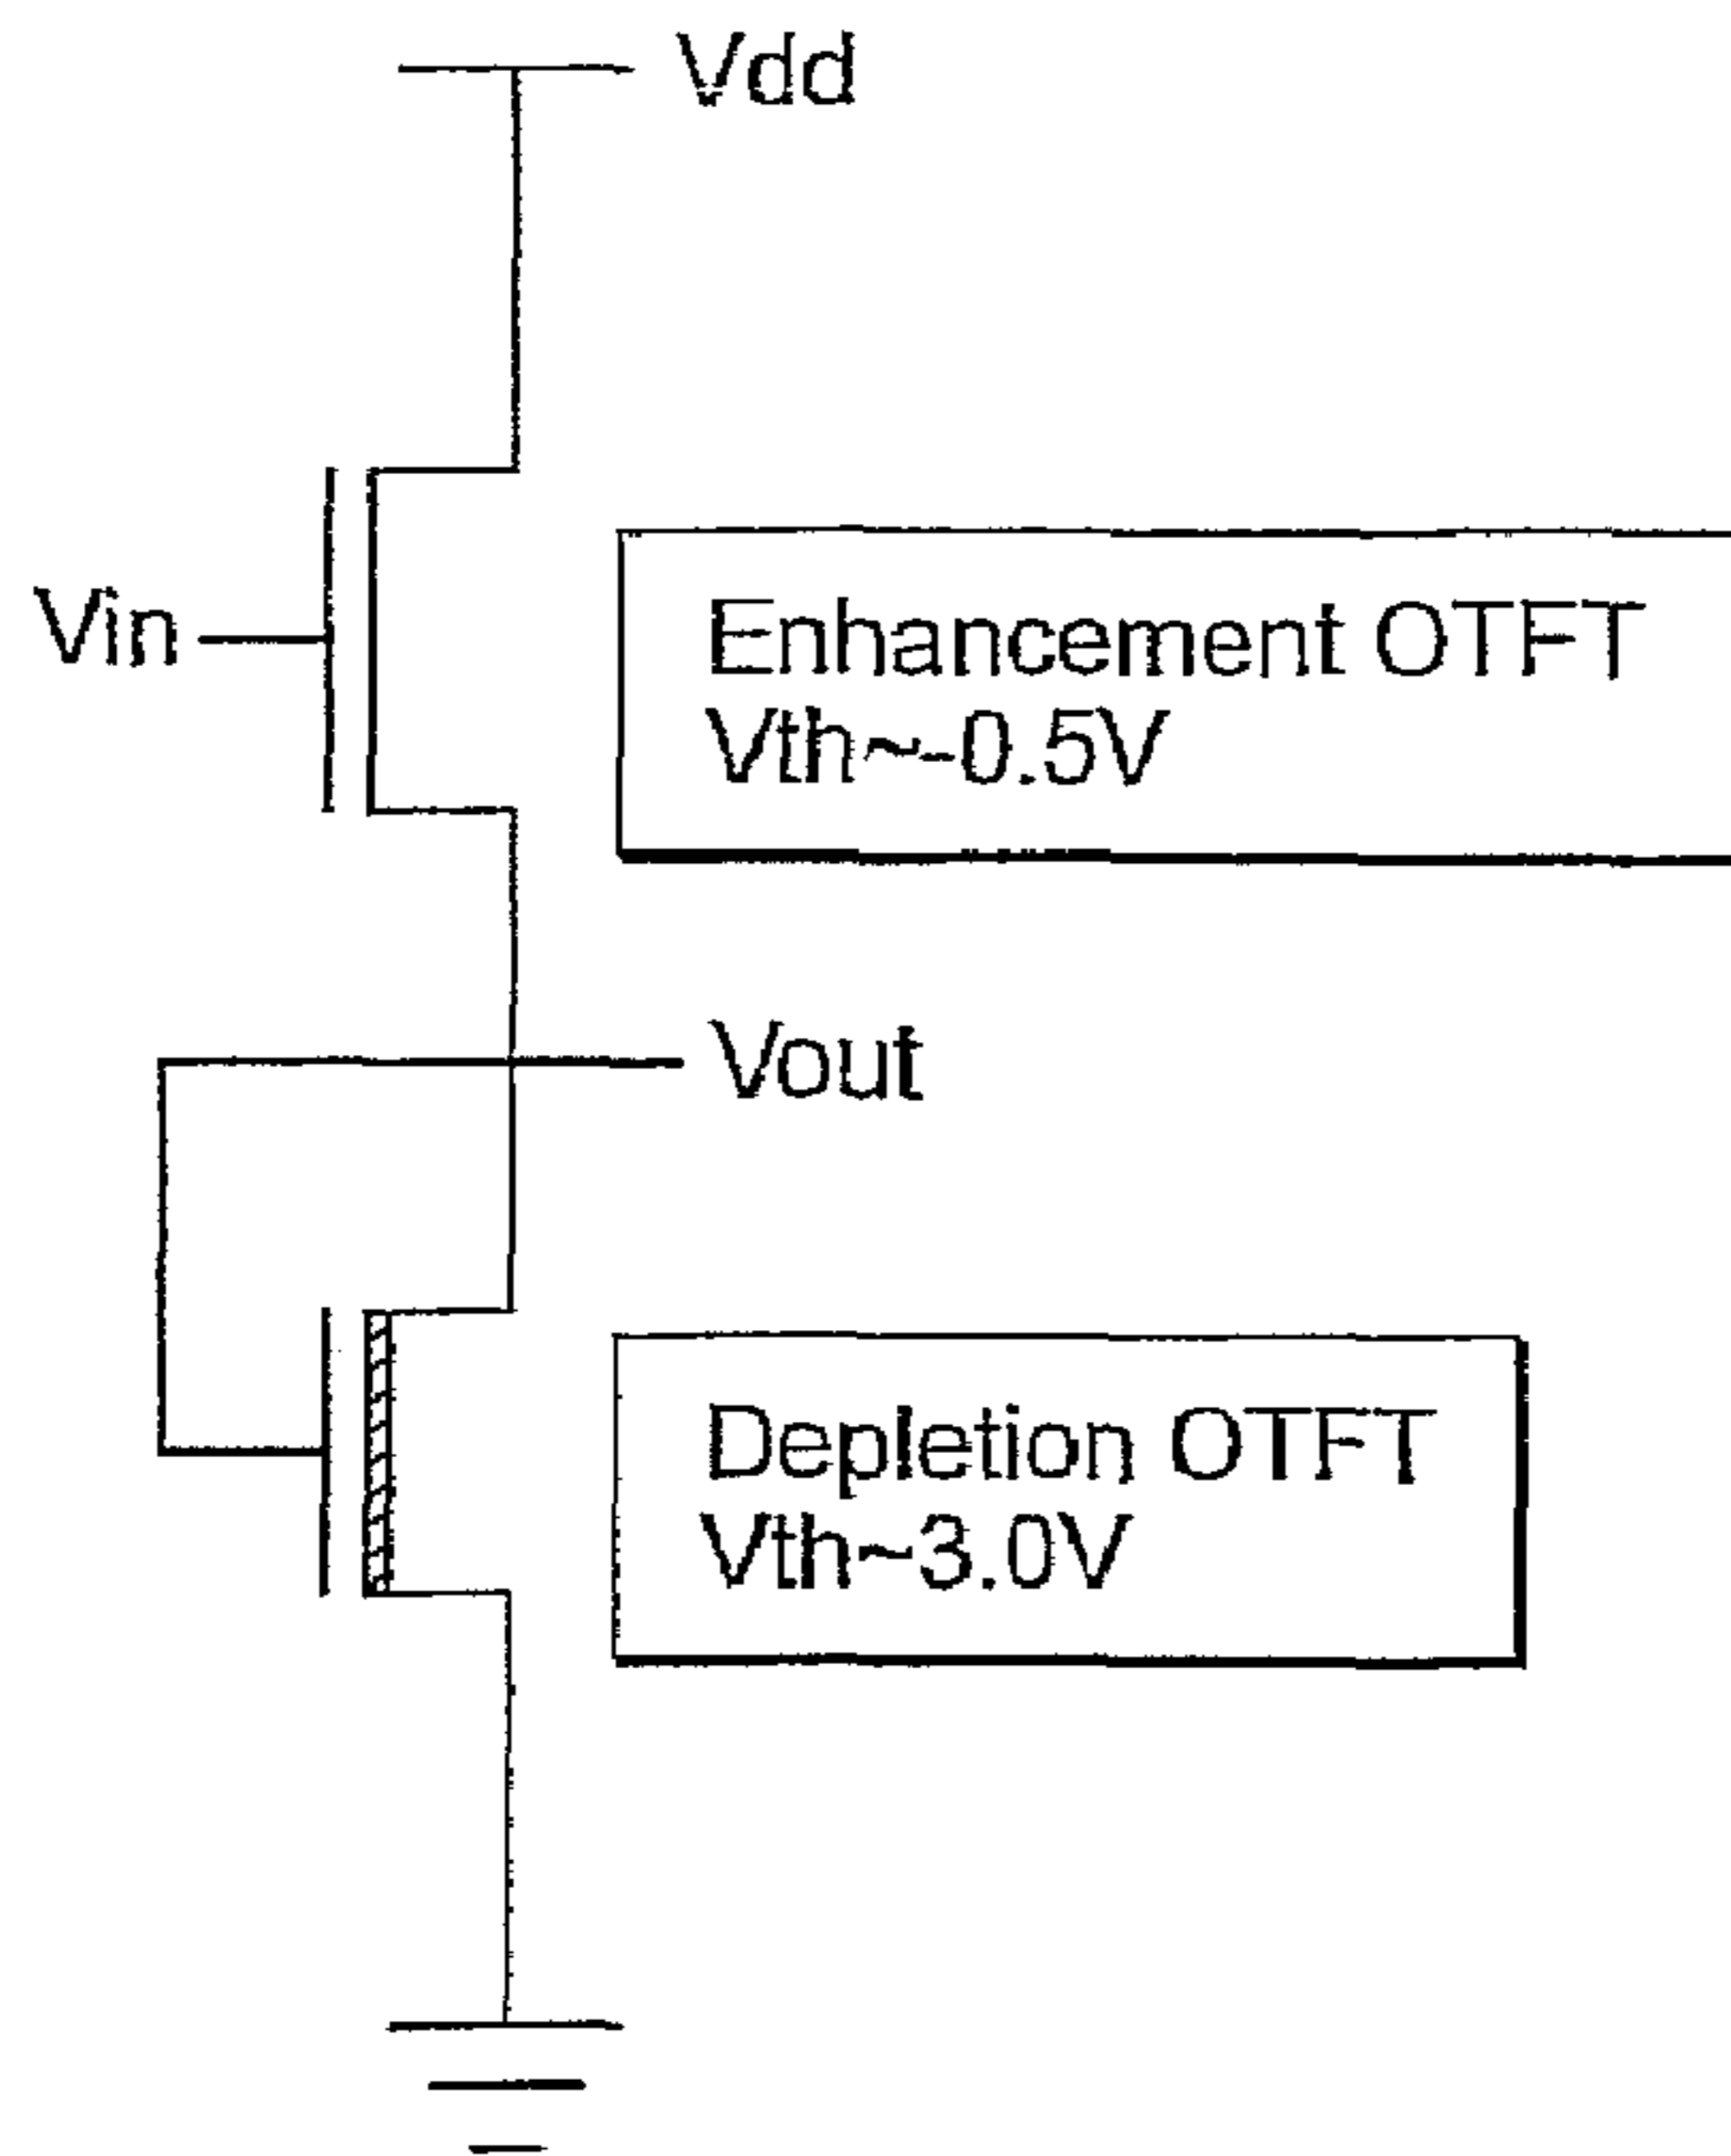 Vdd
Vin
Enhancement OTFT
Vth~-0.5V
Vout
Depletion OTFT
Vth~3.0V